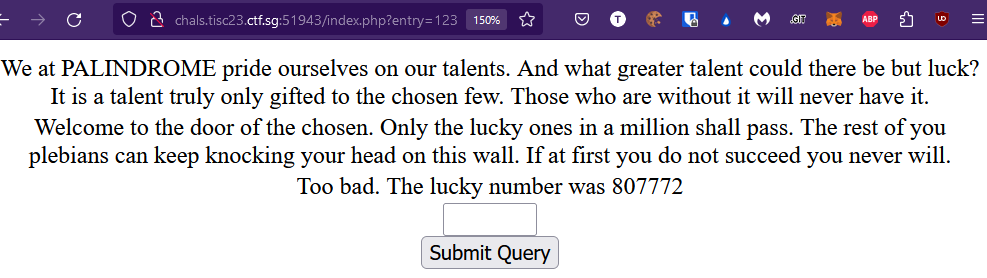 chals.tisc23.ctf.sg:51943/index.php?entry=123 150%
T .GIT ABP UD
We at PALINDROME pride ourselves on our talents. And what greater talent could there be but luck?
It is a talent truly only gifted to the chosen few. Those who are without it will never have it.
Welcome to the door of the chosen. Only the lucky ones in a million shall pass. The rest of you
plebians can keep knocking your head on this wall. If at first you do not succeed you never will.
Too bad. The lucky number was 807772
Submit Query